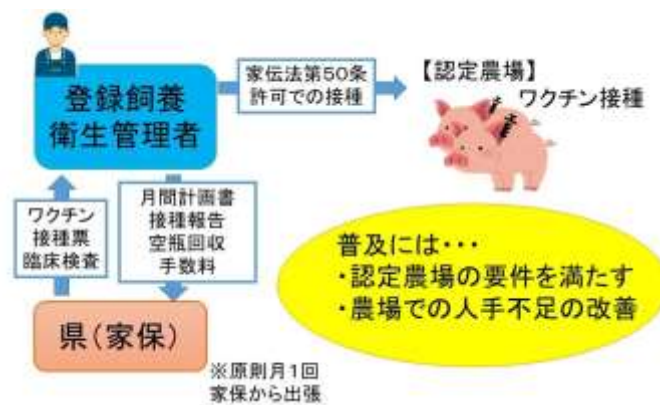 登録飼養
衛生管理者
家伝法第50条
許可での接種
【認定農場】
ワクチン接種
ワクチン
接種票
臨床検査
月間計画書
接種報告
空瓶回収
手数料
県(家保)
※原則月1回
家保から出張
普及には・・・
・認定農場の要件を満たす
・農場での人手不足の改善